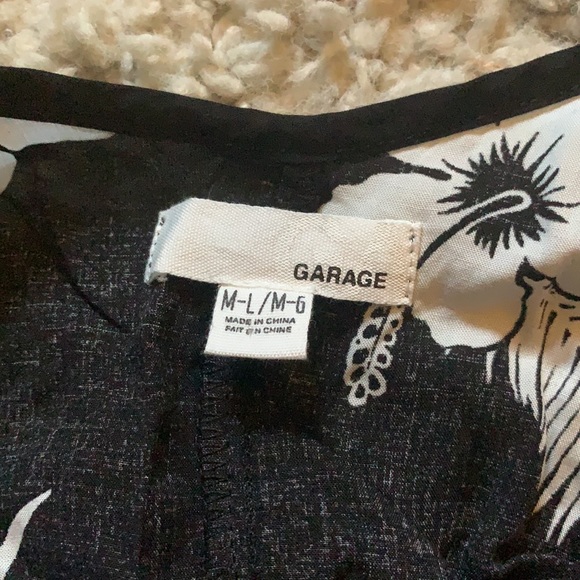 GARAGE
M-L/M-G
MADE IN CHINA
FAIT EN CHINE